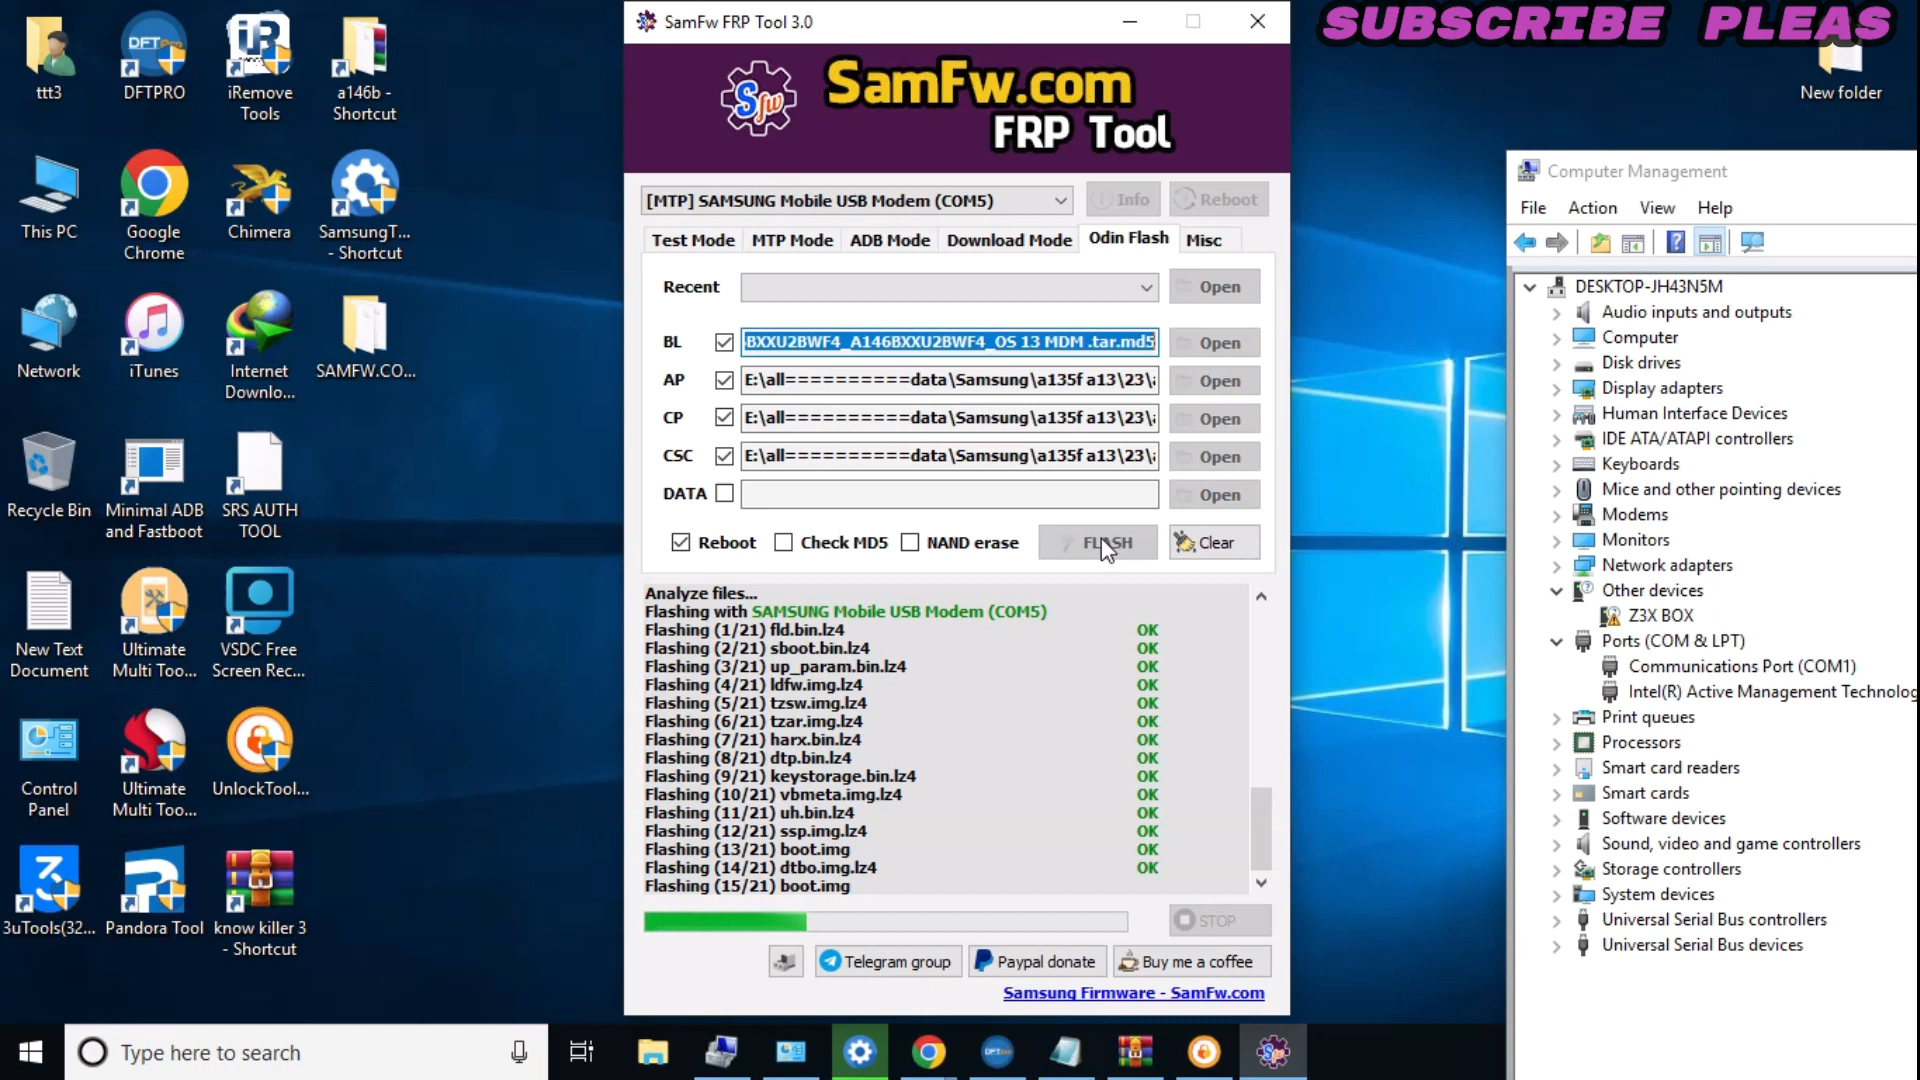 SUBSCRIBE PLEAS
ttt3
DFTPRO
iRemove
Tools
a146b -
Shortcut
This PC
Google
Chrome
Chimera
SamsungT...
- Shortcut
Network
iTunes
Internet
Downlo...
SAMFW.CO...
Recycle Bin
Minimal ADB
and Fastboot
SRS AUTH
TOOL
New Text
Document
Ultimate
Multi Too...
VSDC Free
Screen Rec...
Control
Panel
Ultimate
Multi Too...
UnlockTool...
3uTools(32...
Pandora Tool
know killer 3
- Shortcut
New folder
SamFw FRP Tool 3.0
Sfw
SamFw.com
FRP Tool
[MTP] SAMSUNG Mobile USB Modem (COM5)
Info
Reboot
Test Mode
MTP Mode
ADB Mode
Download Mode
Odin Flash
Misc
Recent
Open
BL
BXXU2BWF4_A146BXXU2BWF4_OS 13 MDM .tar.md5
Open
AP
E:\all==========data\Samsung\a135f a13\23\
Open
CP
E:\all==========data\Samsung\a135f a13\23\
Open
CSC
E:\all==========data\Samsung\a135f a13\23\
Open
DATA
Open
Reboot
Check MD5
NAND erase
FLASH
Clear
Analyze files...
Flashing with SAMSUNG Mobile USB Modem (COM5)
Flashing (1/21) fld.bin.lz4 OK
Flashing (2/21) sboot.bin.lz4 OK
Flashing (3/21) up_param.bin.lz4 OK
Flashing (4/21) ldfw.img.lz4 OK
Flashing (5/21) tzsw.img.lz4 OK
Flashing (6/21) tzar.img.lz4 OK
Flashing (7/21) harx.bin.lz4 OK
Flashing (8/21) dtp.bin.lz4 OK
Flashing (9/21) keystorage.bin.lz4 OK
Flashing (10/21) vbmeta.img.lz4 OK
Flashing (11/21) uh.bin.lz4 OK
Flashing (12/21) ssp.img.lz4 OK
Flashing (13/21) boot.img OK
Flashing (14/21) dtbo.img.lz4 OK
Flashing (15/21) boot.img
STOP
Telegram group
Paypal donate
Buy me a coffee
Samsung Firmware - SamFw.com
Computer Management
File Action View Help
DESKTOP-JH43N5M
Audio inputs and outputs
Computer
Disk drives
Display adapters
Human Interface Devices
IDE ATA/ATAPI controllers
Keyboards
Mice and other pointing devices
Modems
Monitors
Network adapters
Other devices
Z3X BOX
Ports (COM & LPT)
Communications Port (COM1)
Intel(R) Active Management Technolog
Print queues
Processors
Smart card readers
Smart cards
Software devices
Sound, video and game controllers
Storage controllers
System devices
Universal Serial Bus controllers
Universal Serial Bus devices
Type here to search